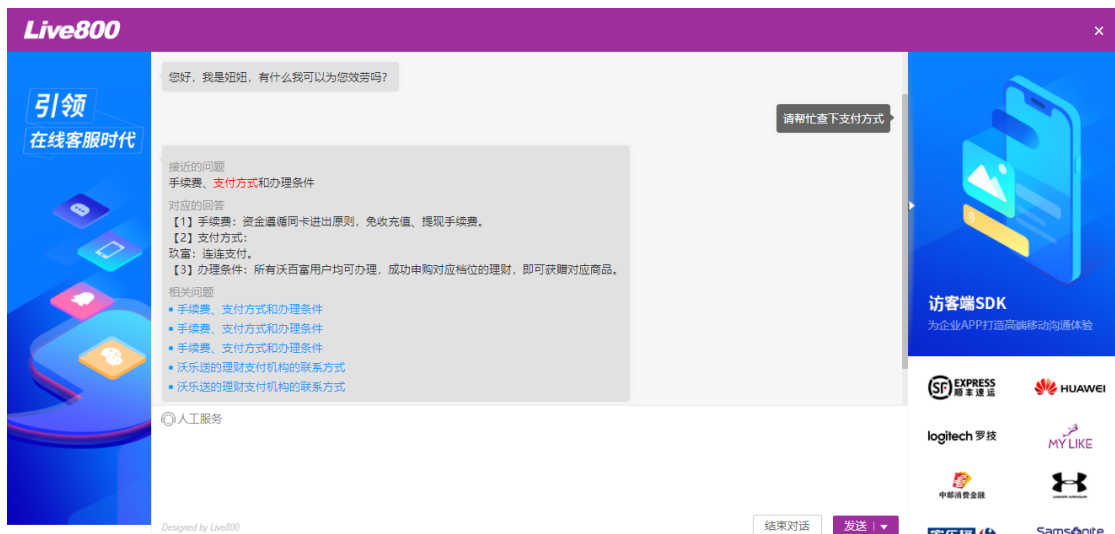 Live800
×
引领
在线客服时代
您好，我是妞妞，有什么我可以为您效劳吗?
请帮忙查下支付方式
接近的问题
手续费、支付方式和办理条件
对应的回答
【1】手续费：资金遵循同卡进出原则，免收充值、提现手续费。
【2】支付方式：
玖富：连连支付。
【3】办理条件：所有沃百富用户均可办理，成功申购对应档位的理财，即可获赠对应商品。
相关问题
• 手续费、支付方式和办理条件
• 手续费、支付方式和办理条件
• 手续费、支付方式和办理条件
• 沃乐送的理财支付机构的联系方式
• 沃乐送的理财支付机构的联系方式
人工服务
Designed by Live800
结束对话
发送
访客端SDK
为企业APP打造高端移动沟通体验
SF EXPRESS
顺丰速运
HUAWEI
logitech 罗技
MYLIKE
中邮消费金融
UNDER ARMOUR
家乐福
Samsonite